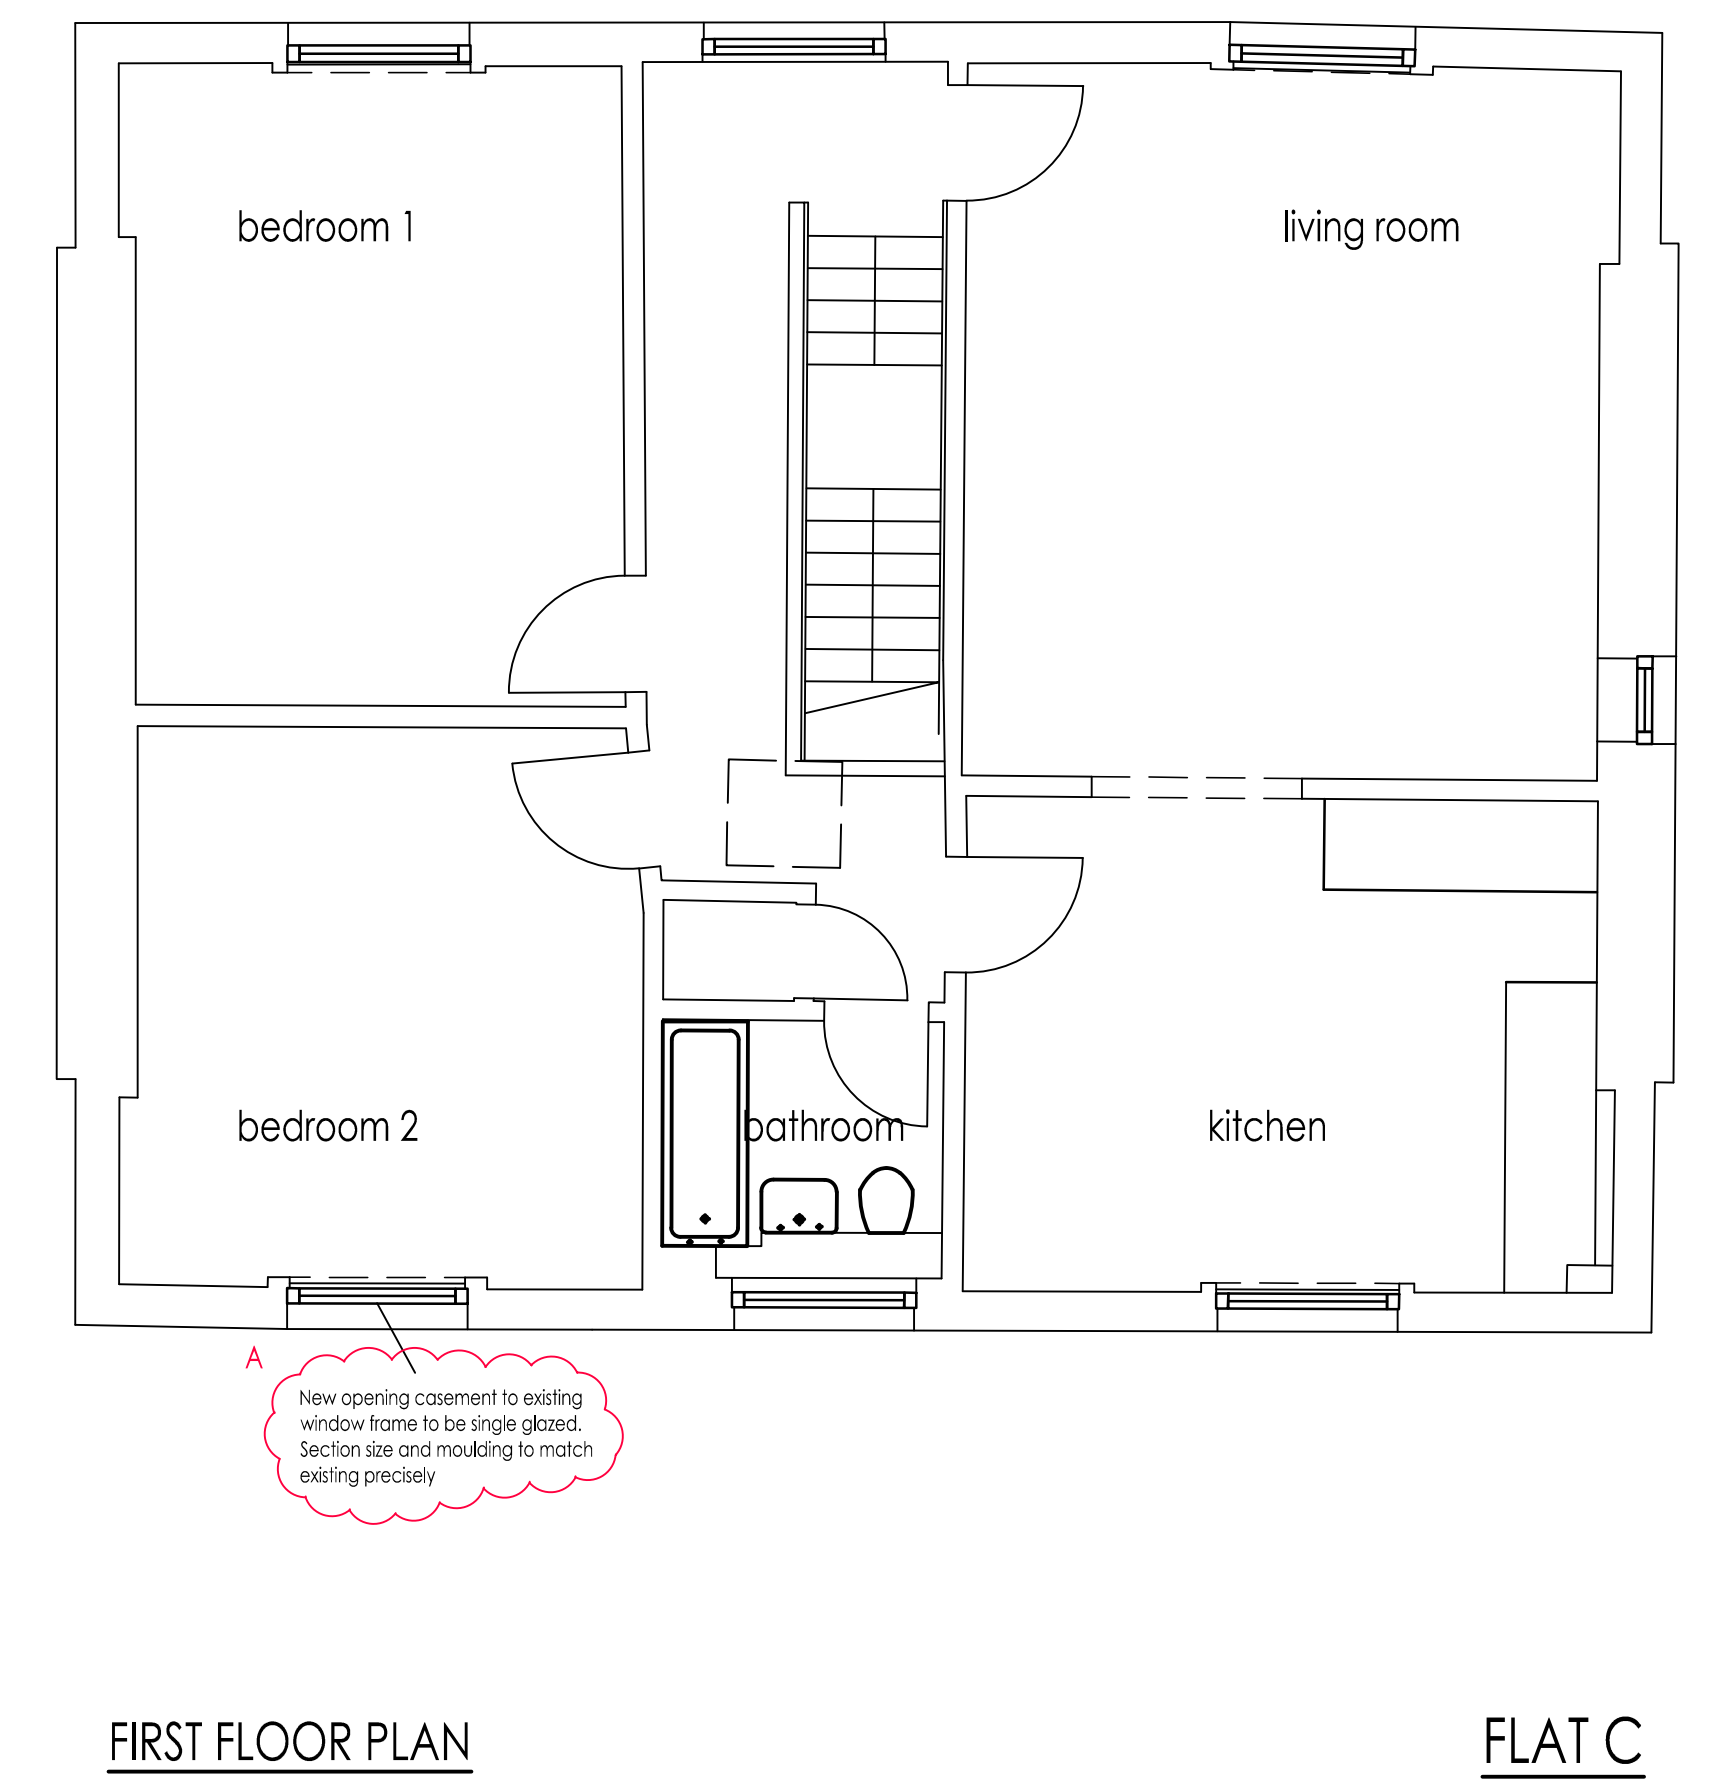 bedroom 1
living room
bedroom 2
bathroom
kitchen
A
New opening casement to existing
window frame to be single glazed.
Section size and moulding to match
existing precisely
FIRST FLOOR PLAN
FLAT C